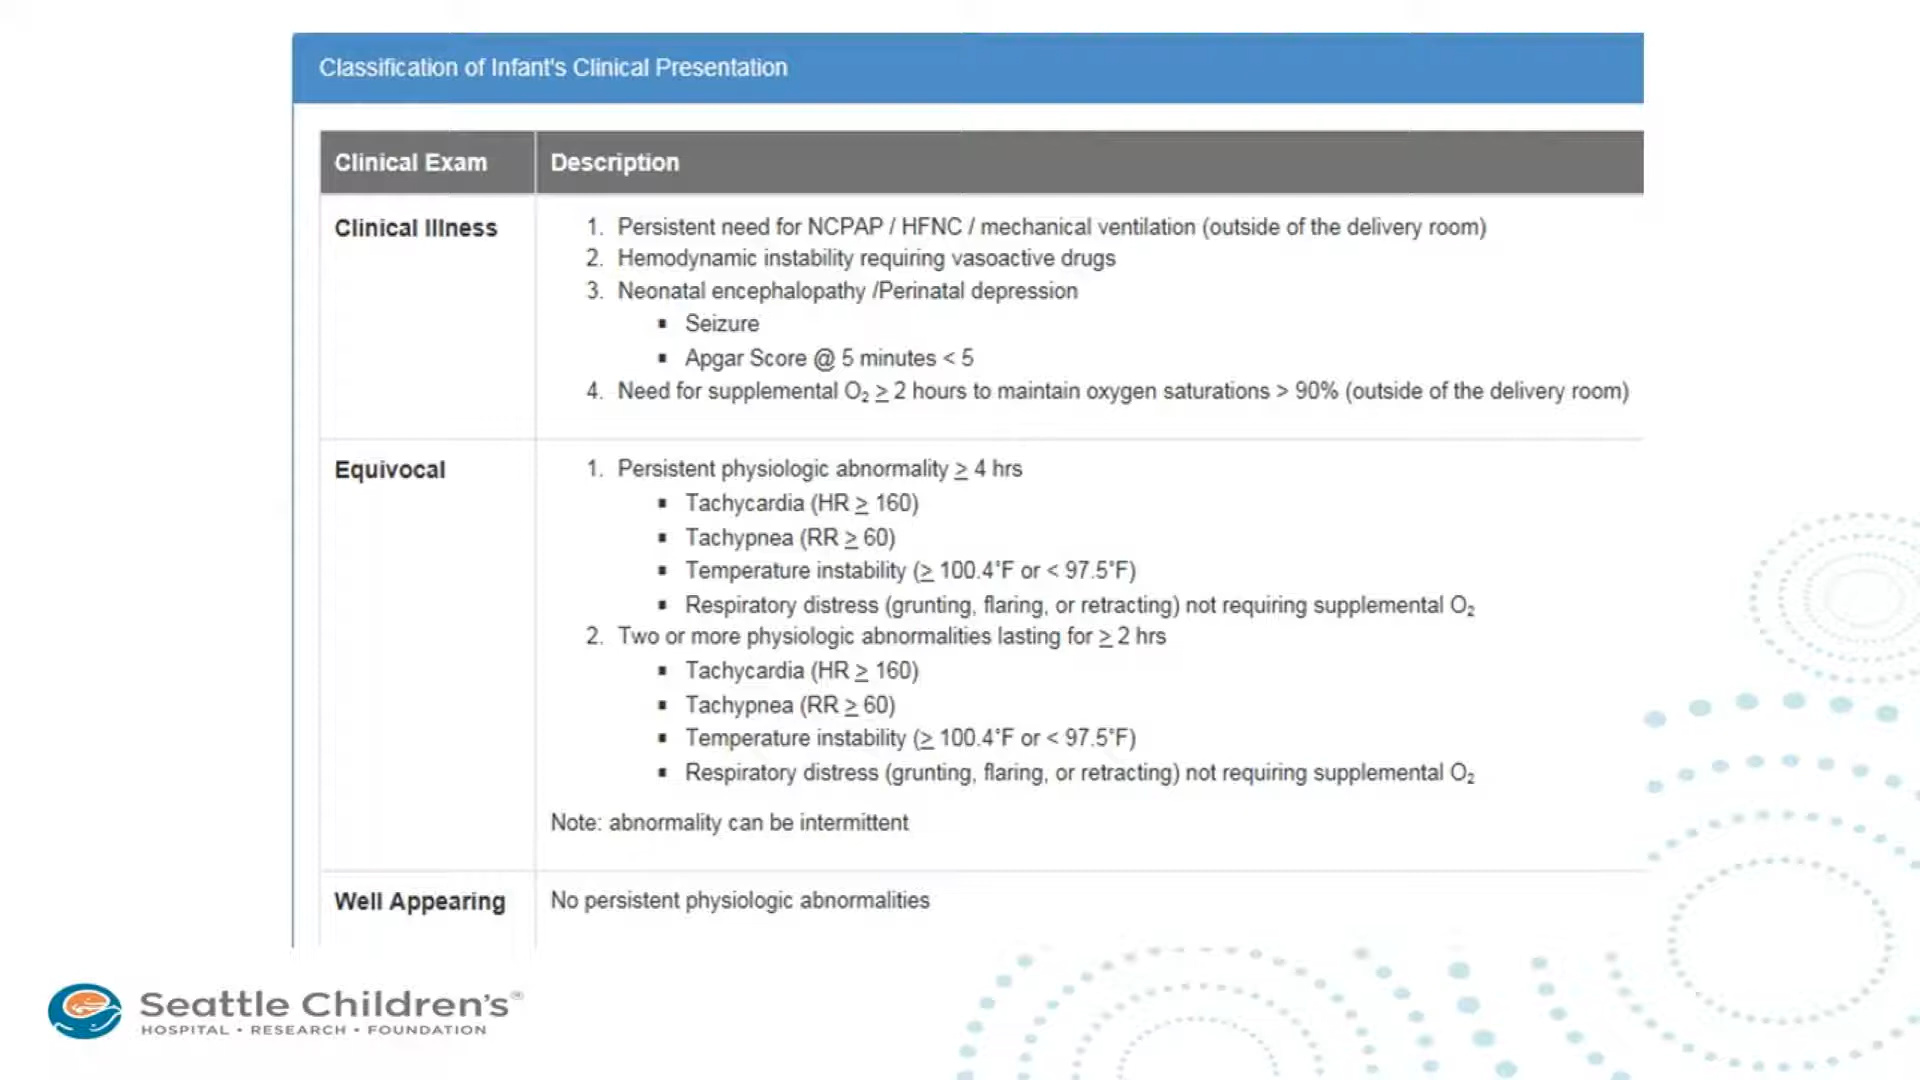 Classification of Infant's Clinical Presentation
Clinical Exam Description
Clinical Illness
1. Persistent need for NCPAP / HFNC / mechanical ventilation (outside of the delivery room)
2. Hemodynamic instability requiring vasoactive drugs
3. Neonatal encephalopathy /Perinatal depression
▪ Seizure
▪ Apgar Score @ 5 minutes < 5
4. Need for supplemental O₂ ≥ 2 hours to maintain oxygen saturations > 90% (outside of the delivery room)
Equivocal
1. Persistent physiologic abnormality ≥ 4 hrs
▪ Tachycardia (HR ≥ 160)
▪ Tachypnea (RR ≥ 60)
▪ Temperature instability (≥ 100.4˚F or < 97.5˚F)
▪ Respiratory distress (grunting, flaring, or retracting) not requiring supplemental O₂
2. Two or more physiologic abnormalities lasting for ≥ 2 hrs
▪ Tachycardia (HR ≥ 160)
▪ Tachypnea (RR ≥ 60)
▪ Temperature instability (≥ 100.4˚F or < 97.5˚F)
▪ Respiratory distress (grunting, flaring, or retracting) not requiring supplemental O₂
Note: abnormality can be intermittent
Well Appearing
No persistent physiologic abnormalities
Seattle Children's®
HOSPITAL • RESEARCH • FOUNDATION